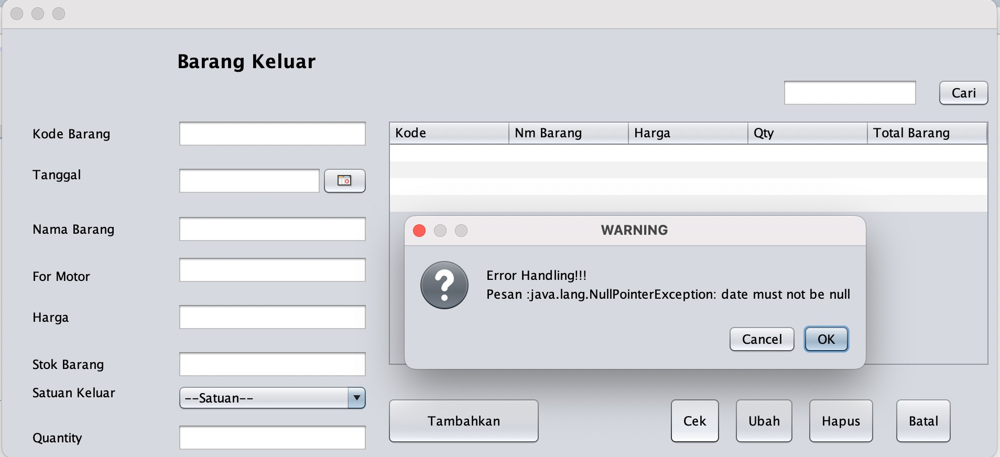 Barang Keluar
Cari
Kode Barang
Kode Nm Barang Harga Qty Total Barang
Tanggal
Nama Barang
For Motor
Harga
Stok Barang
Satuan Keluar
--Satuan--
Quantity
WARNING
Error Handling!!!
Pesan :java.lang.NullPointerException: date must not be null
Cancel OK
Tambahkan Cek Ubah Hapus Batal